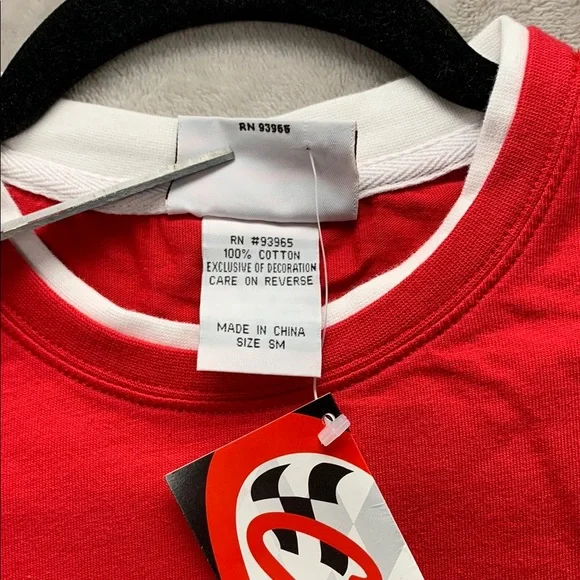 RN 93965
RN #93965
100% COTTON
EXCLUSIVE OF DECORATION
CARE ON REVERSE
MADE IN CHINA
SIZE SM